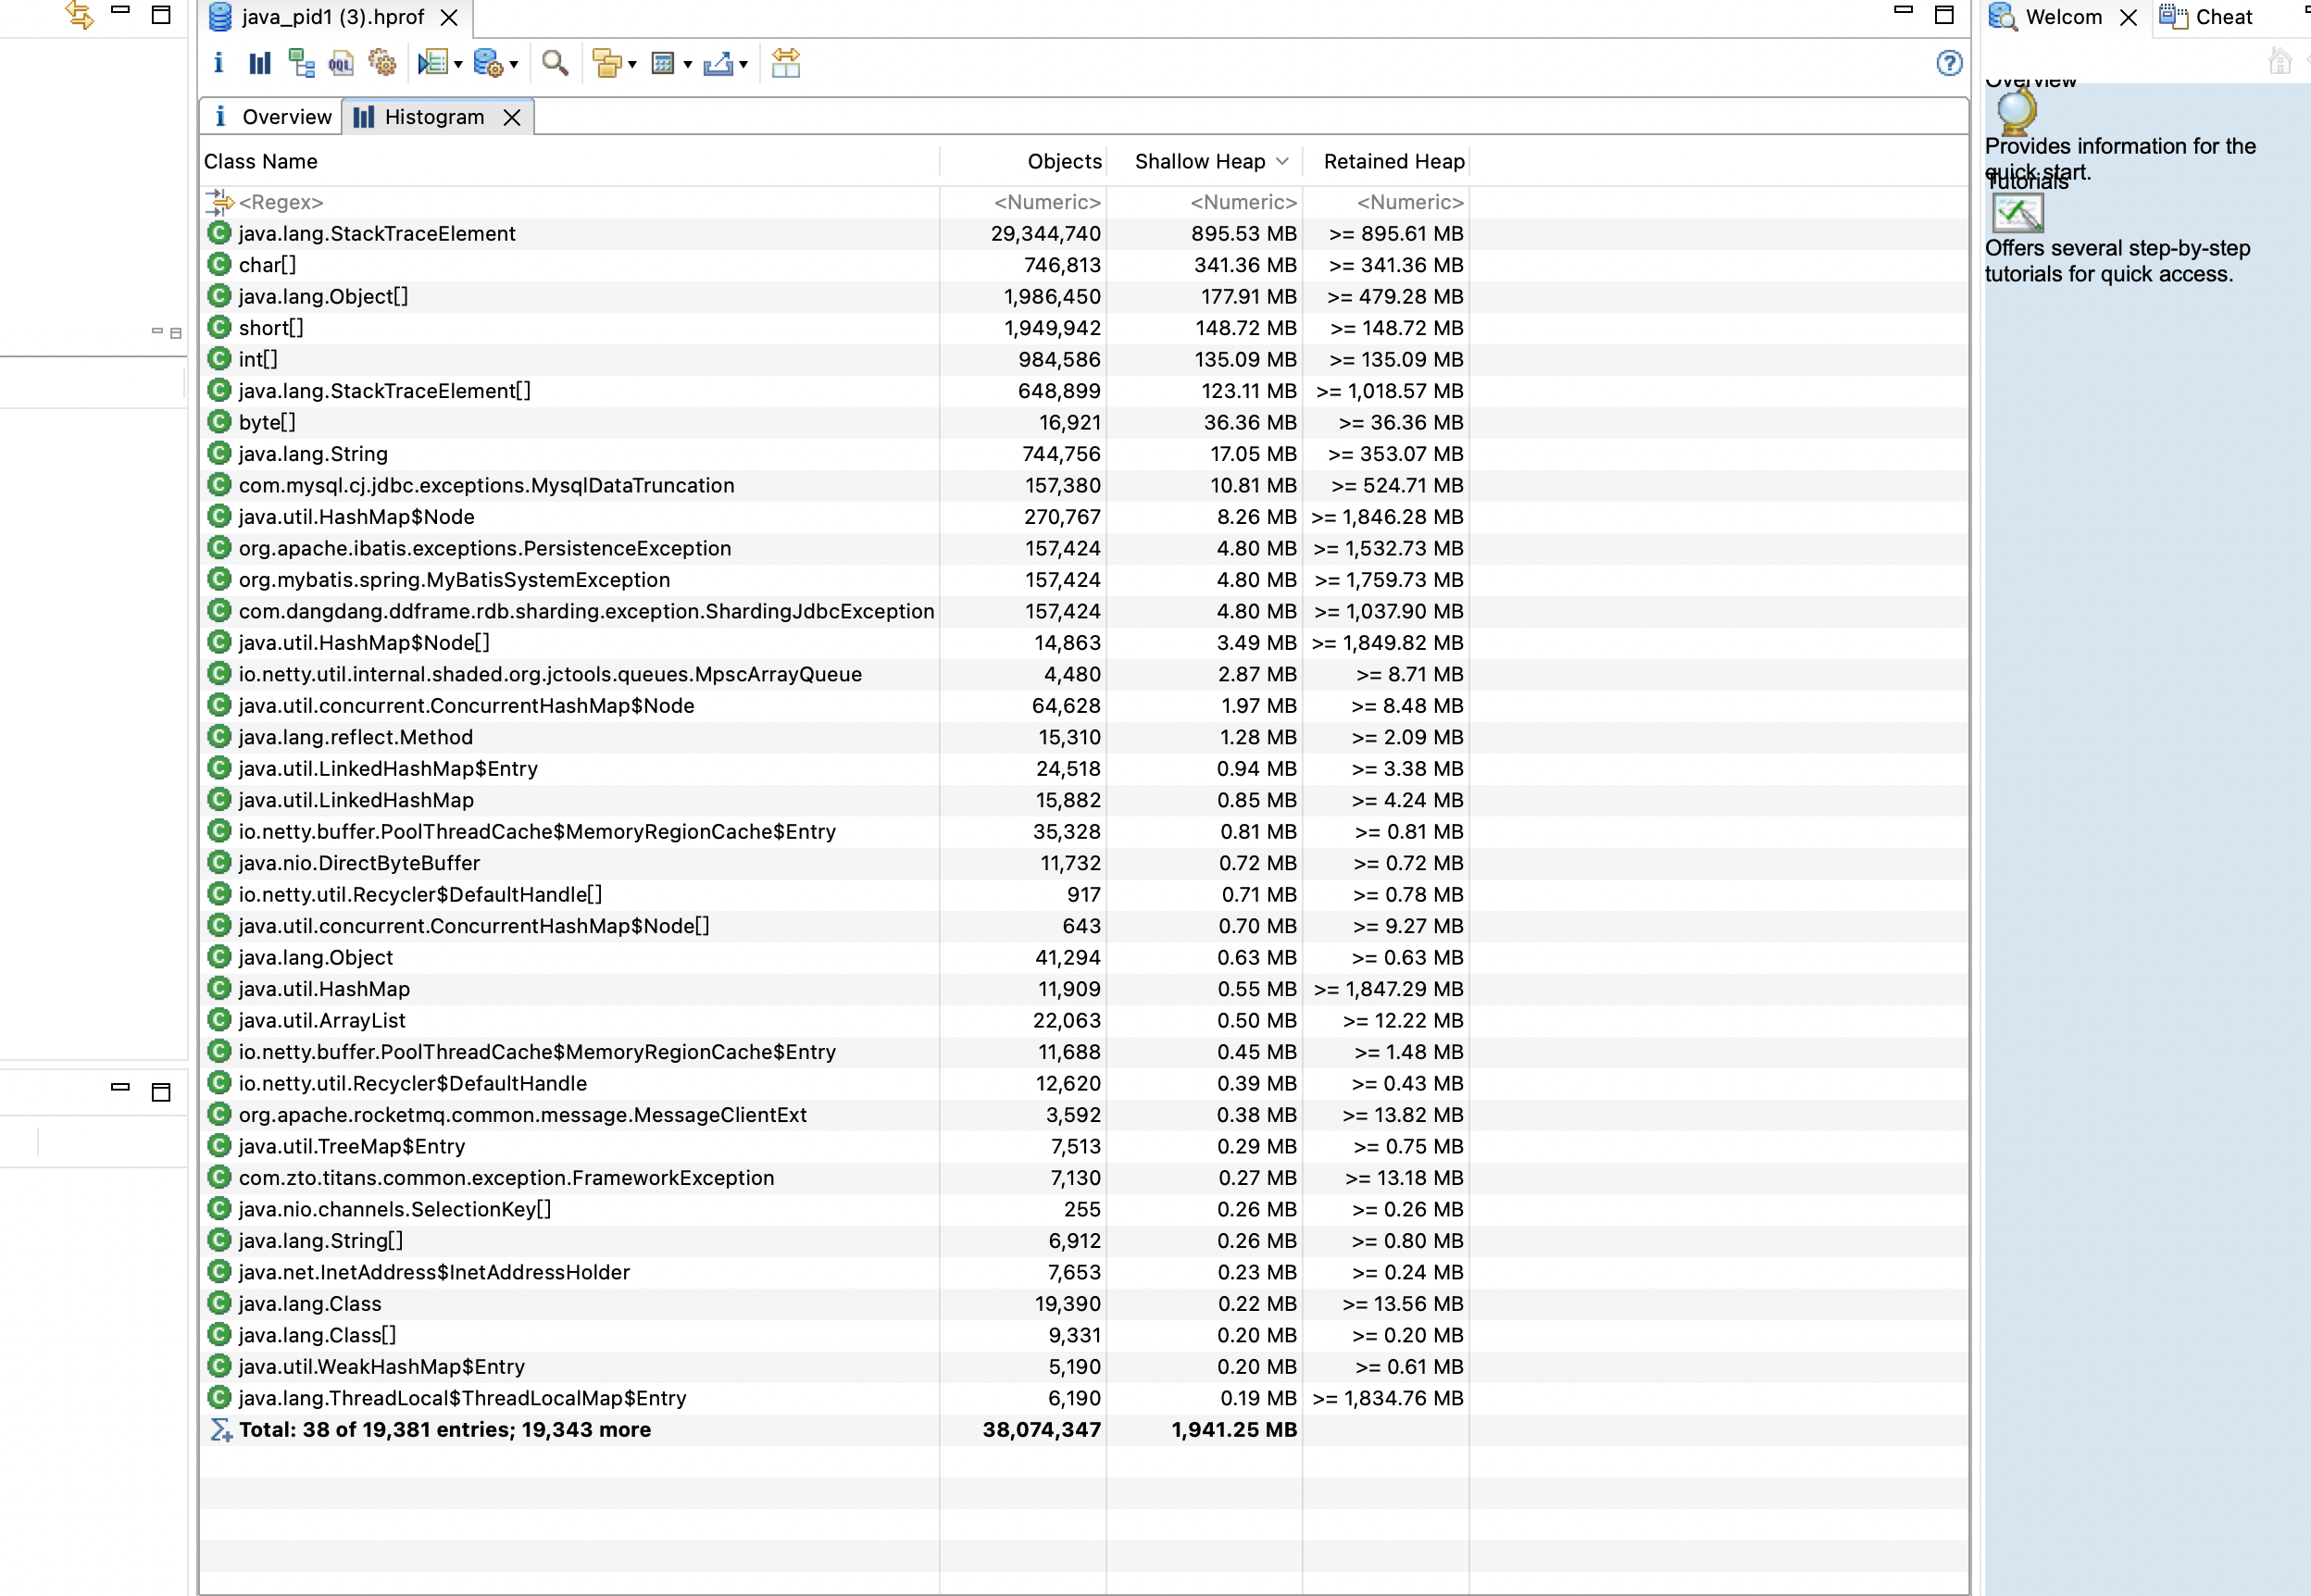 java_pid1 (3).hprof
Welcom
Cheat
Overview
Histogram
Class Name Objects Shallow Heap Retained Heap
<Regex> <Numeric> <Numeric> <Numeric>
java.lang.StackTraceElement 29,344,740 895.53 MB >= 895.61 MB
char[] 746,813 341.36 MB >= 341.36 MB
java.lang.Object[] 1,986,450 177.91 MB >= 479.28 MB
short[] 1,949,942 148.72 MB >= 148.72 MB
int[] 984,586 135.09 MB >= 135.09 MB
java.lang.StackTraceElement[] 648,899 123.11 MB >= 1,018.57 MB
byte[] 16,921 36.36 MB >= 36.36 MB
java.lang.String 744,756 17.05 MB >= 353.07 MB
com.mysql.cj.jdbc.exceptions.MysqlDataTruncation 157,380 10.81 MB >= 524.71 MB
java.util.HashMap$Node 270,767 8.26 MB >= 1,846.28 MB
org.apache.ibatis.exceptions.PersistenceException 157,424 4.80 MB >= 1,532.73 MB
org.mybatis.spring.MyBatisSystemException 157,424 4.80 MB >= 1,759.73 MB
com.dangdang.ddframe.rdb.sharding.exception.ShardingJdbcException 157,424 4.80 MB >= 1,037.90 MB
java.util.HashMap$Node[] 14,863 3.49 MB >= 1,849.82 MB
io.netty.util.internal.shaded.org.jctools.queues.MpscArrayQueue 4,480 2.87 MB >= 8.71 MB
java.util.concurrent.ConcurrentHashMap$Node 64,628 1.97 MB >= 8.48 MB
java.lang.reflect.Method 15,310 1.28 MB >= 2.09 MB
java.util.LinkedHashMap$Entry 24,518 0.94 MB >= 3.38 MB
java.util.LinkedHashMap 15,882 0.85 MB >= 4.24 MB
io.netty.buffer.PoolThreadCache$MemoryRegionCache$Entry 35,328 0.81 MB >= 0.81 MB
java.nio.DirectByteBuffer 11,732 0.72 MB >= 0.72 MB
io.netty.util.Recycler$DefaultHandle[] 917 0.71 MB >= 0.78 MB
java.util.concurrent.ConcurrentHashMap$Node[] 643 0.70 MB >= 9.27 MB
java.lang.Object 41,294 0.63 MB >= 0.63 MB
java.util.HashMap 11,909 0.55 MB >= 1,847.29 MB
java.util.ArrayList 22,063 0.50 MB >= 12.22 MB
io.netty.buffer.PoolThreadCache$MemoryRegionCache$Entry 11,688 0.45 MB >= 1.48 MB
io.netty.util.Recycler$DefaultHandle 12,620 0.39 MB >= 0.43 MB
org.apache.rocketmq.common.message.MessageClientExt 3,592 0.38 MB >= 13.82 MB
java.util.TreeMap$Entry 7,513 0.29 MB >= 0.75 MB
com.zto.titans.common.exception.FrameworkException 7,130 0.27 MB >= 13.18 MB
java.nio.channels.SelectionKey[] 255 0.26 MB >= 0.26 MB
java.lang.String[] 6,912 0.26 MB >= 0.80 MB
java.net.InetAddress$InetAddressHolder 7,653 0.23 MB >= 0.24 MB
java.lang.Class 19,390 0.22 MB >= 13.56 MB
java.lang.Class[] 9,331 0.20 MB >= 0.20 MB
java.util.WeakHashMap$Entry 5,190 0.20 MB >= 0.61 MB
java.lang.ThreadLocal$ThreadLocalMap$Entry 6,190 0.19 MB >= 1,834.76 MB
Total: 38 of 19,381 entries; 19,343 more 38,074,347 1,941.25 MB
Overview
Provides information for the
quick start.
Tutorials
Offers several step-by-step
tutorials for quick access.